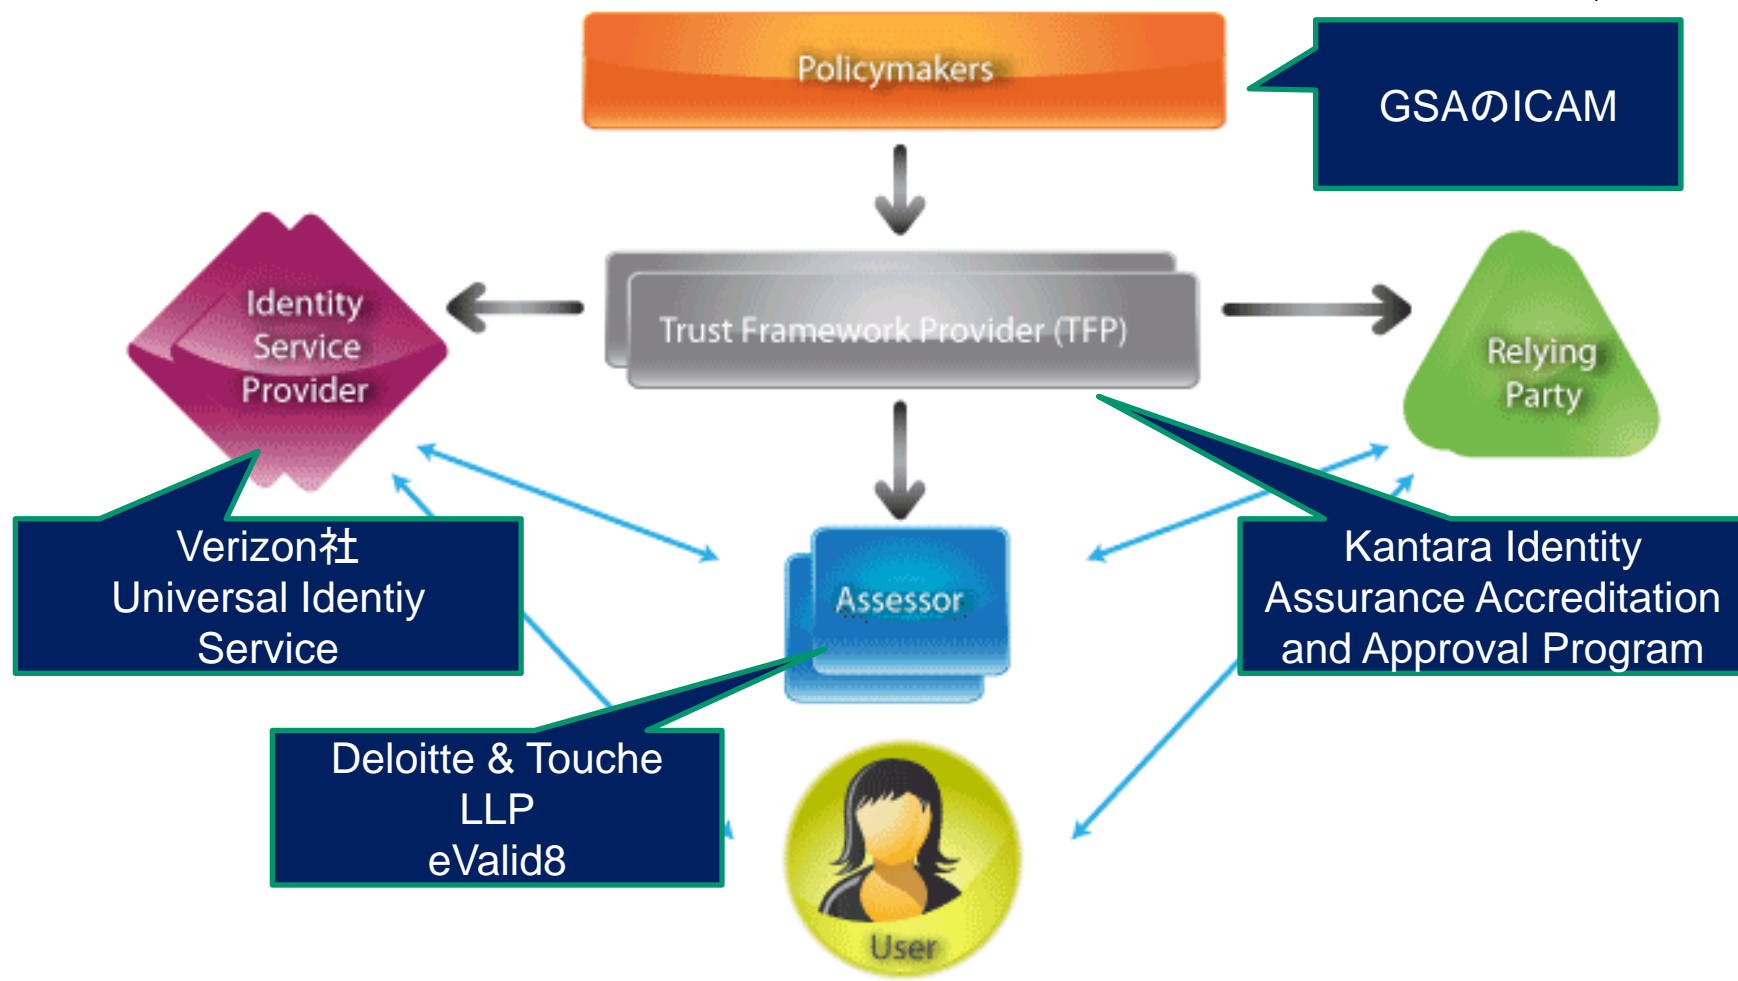 Policymakers
GSAのICAM
Identity
Service
Provider
Trust Framework Provider (TFP)
Relying
Party
Verizon社
Universal Identiy
Service
Assessor
Kantara Identity
Assurance Accreditation
and Approval Program
Deloitte & Touche
LLP
eValid8
User